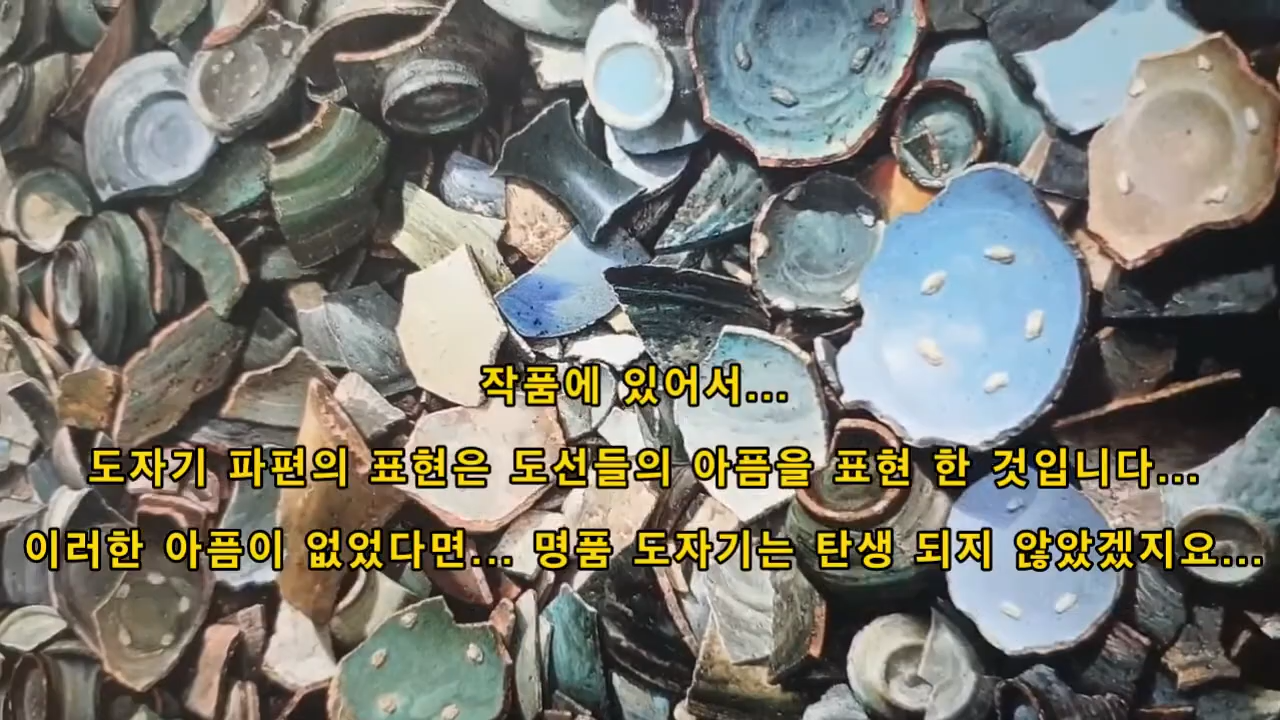 작품에 있어서...
도자기 파편의 표현은 도선들의 아픔을 표현 한 것입니다...
이러한 아픔이 없었다면... 명품 도자기는 탄생 되지 않았겠지요...